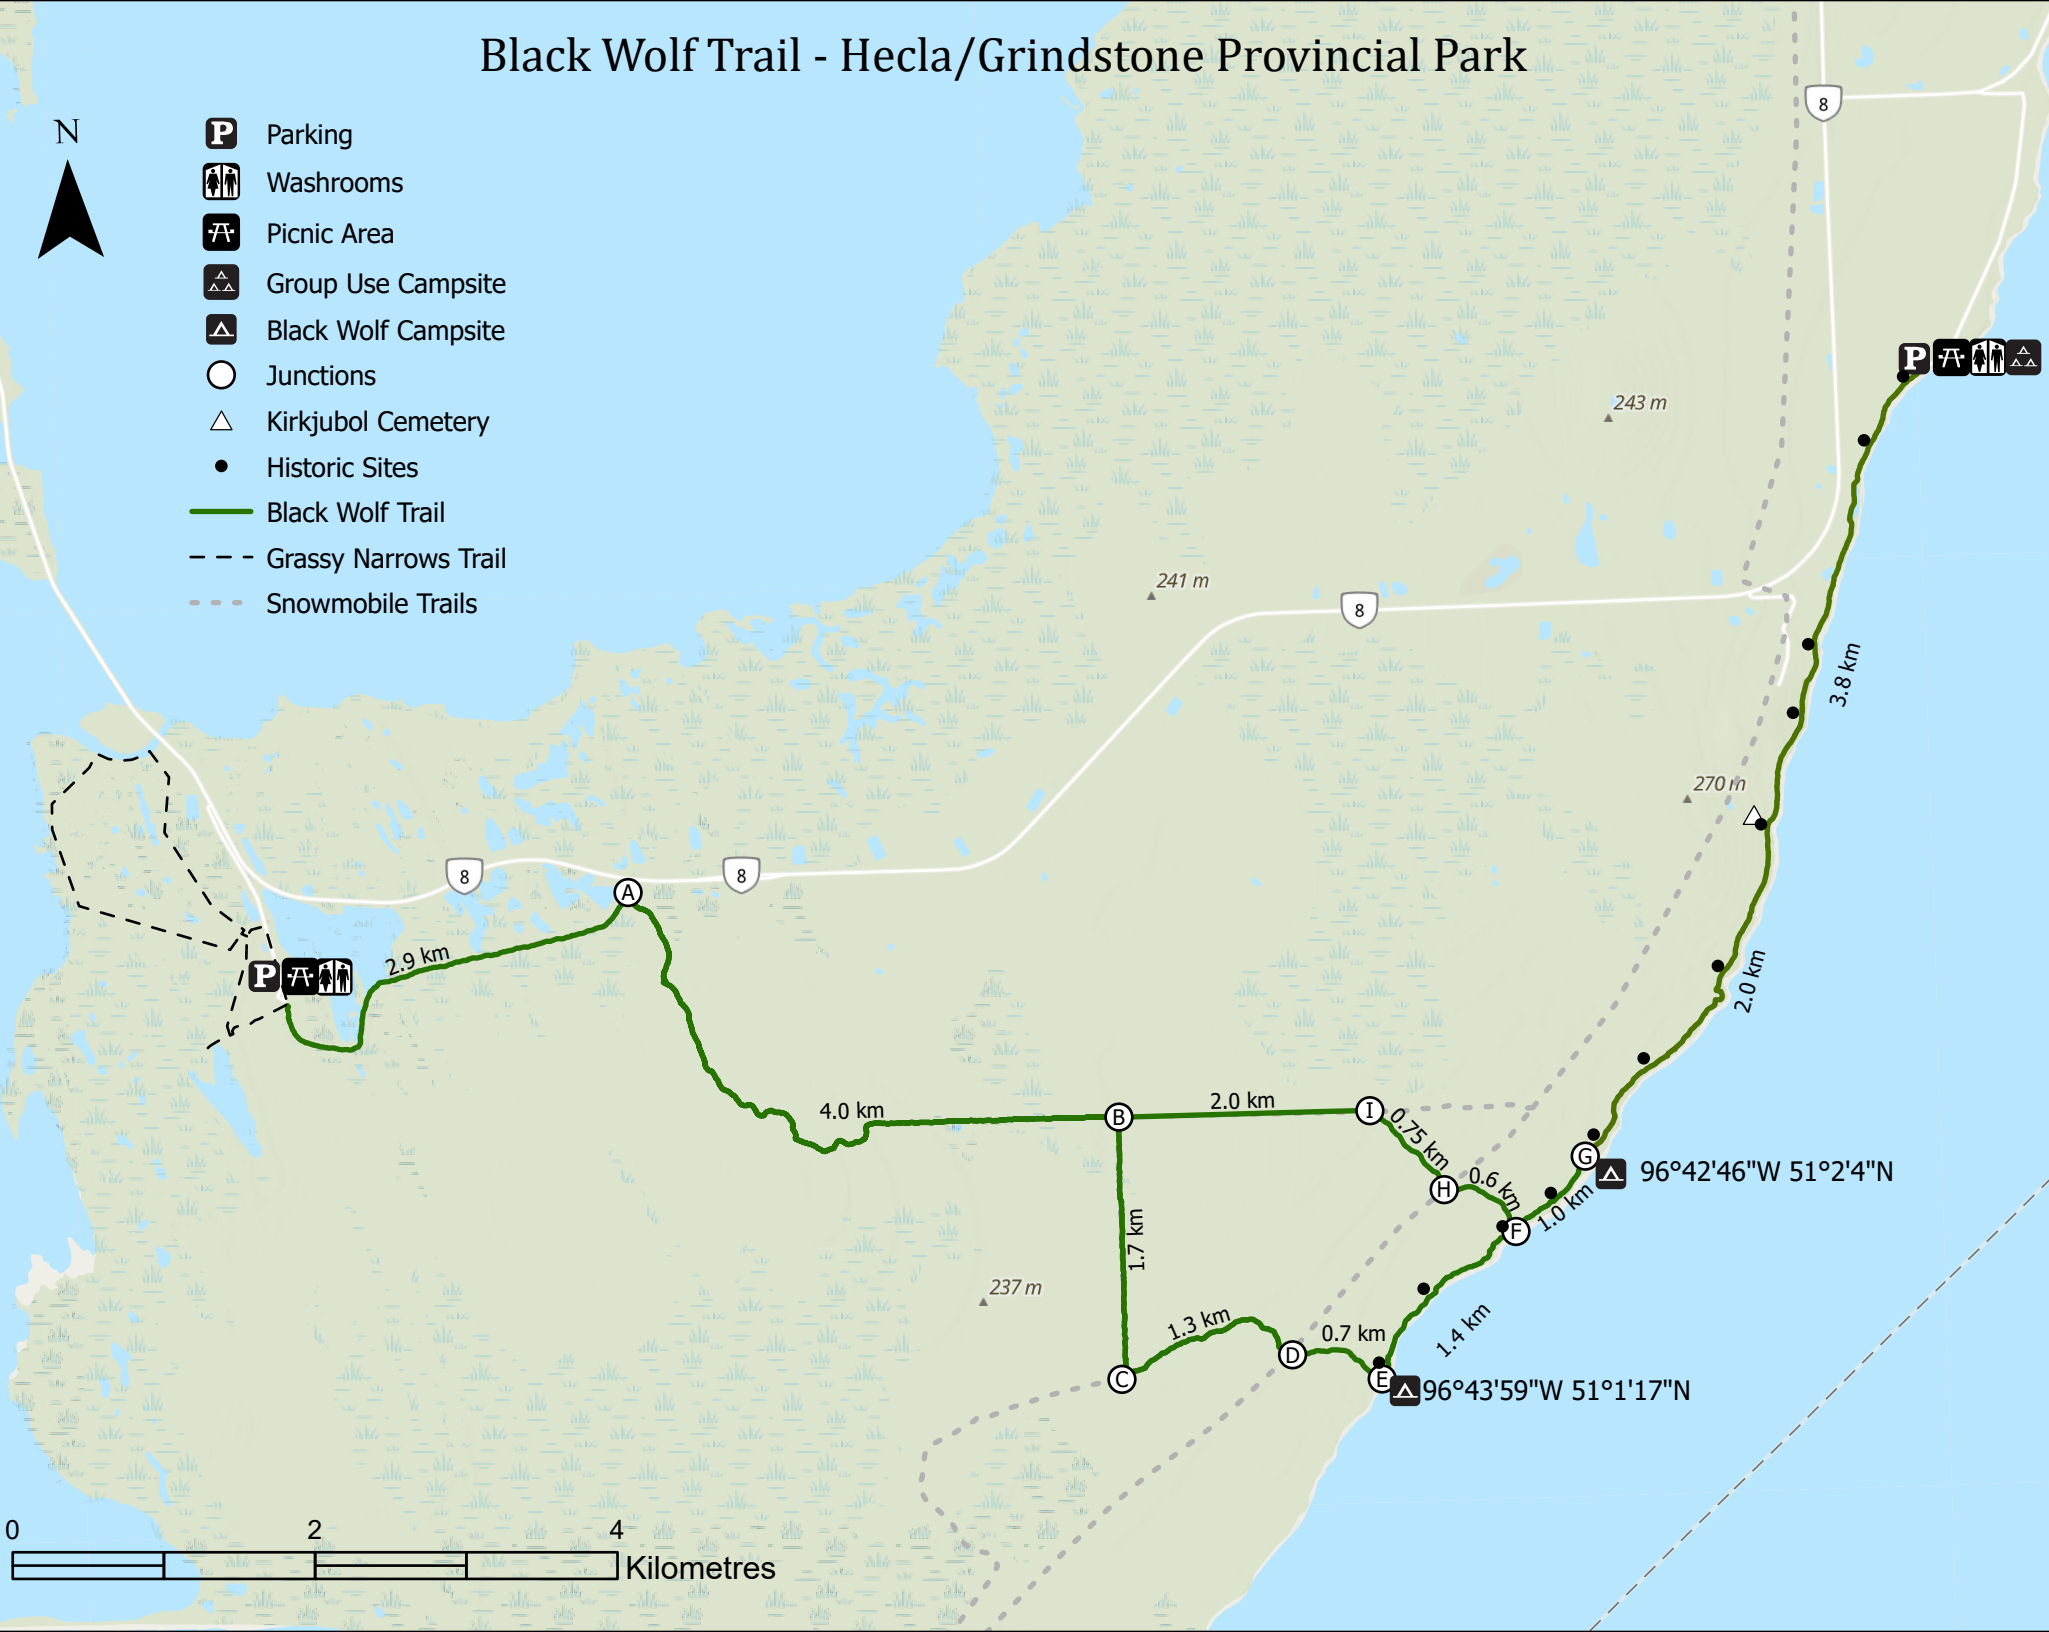 Black Wolf Trail - Hecla/Grindstone Provincial Park
N
P Parking
Washrooms
Picnic Area
Group Use Campsite
Black Wolf Campsite
Junctions
Kirkjubol Cemetery
Historic Sites
Black Wolf Trail
Grassy Narrows Trail
Snowmobile Trails
8
P
243 m
241 m
8
3.8 km
270 m
8
8
A
2.9 km
P
2.0 km
4.0 km
B
2.0 km
I
0.75 km
G
96°42'46"W 51°2'4"N
H
0.6 km
1.0 km
F
1.7 km
237 m
1.3 km
0.7 km
1.4 km
D
C
E
96°43'59"W 51°1'17"N
0 2 4
Kilometres